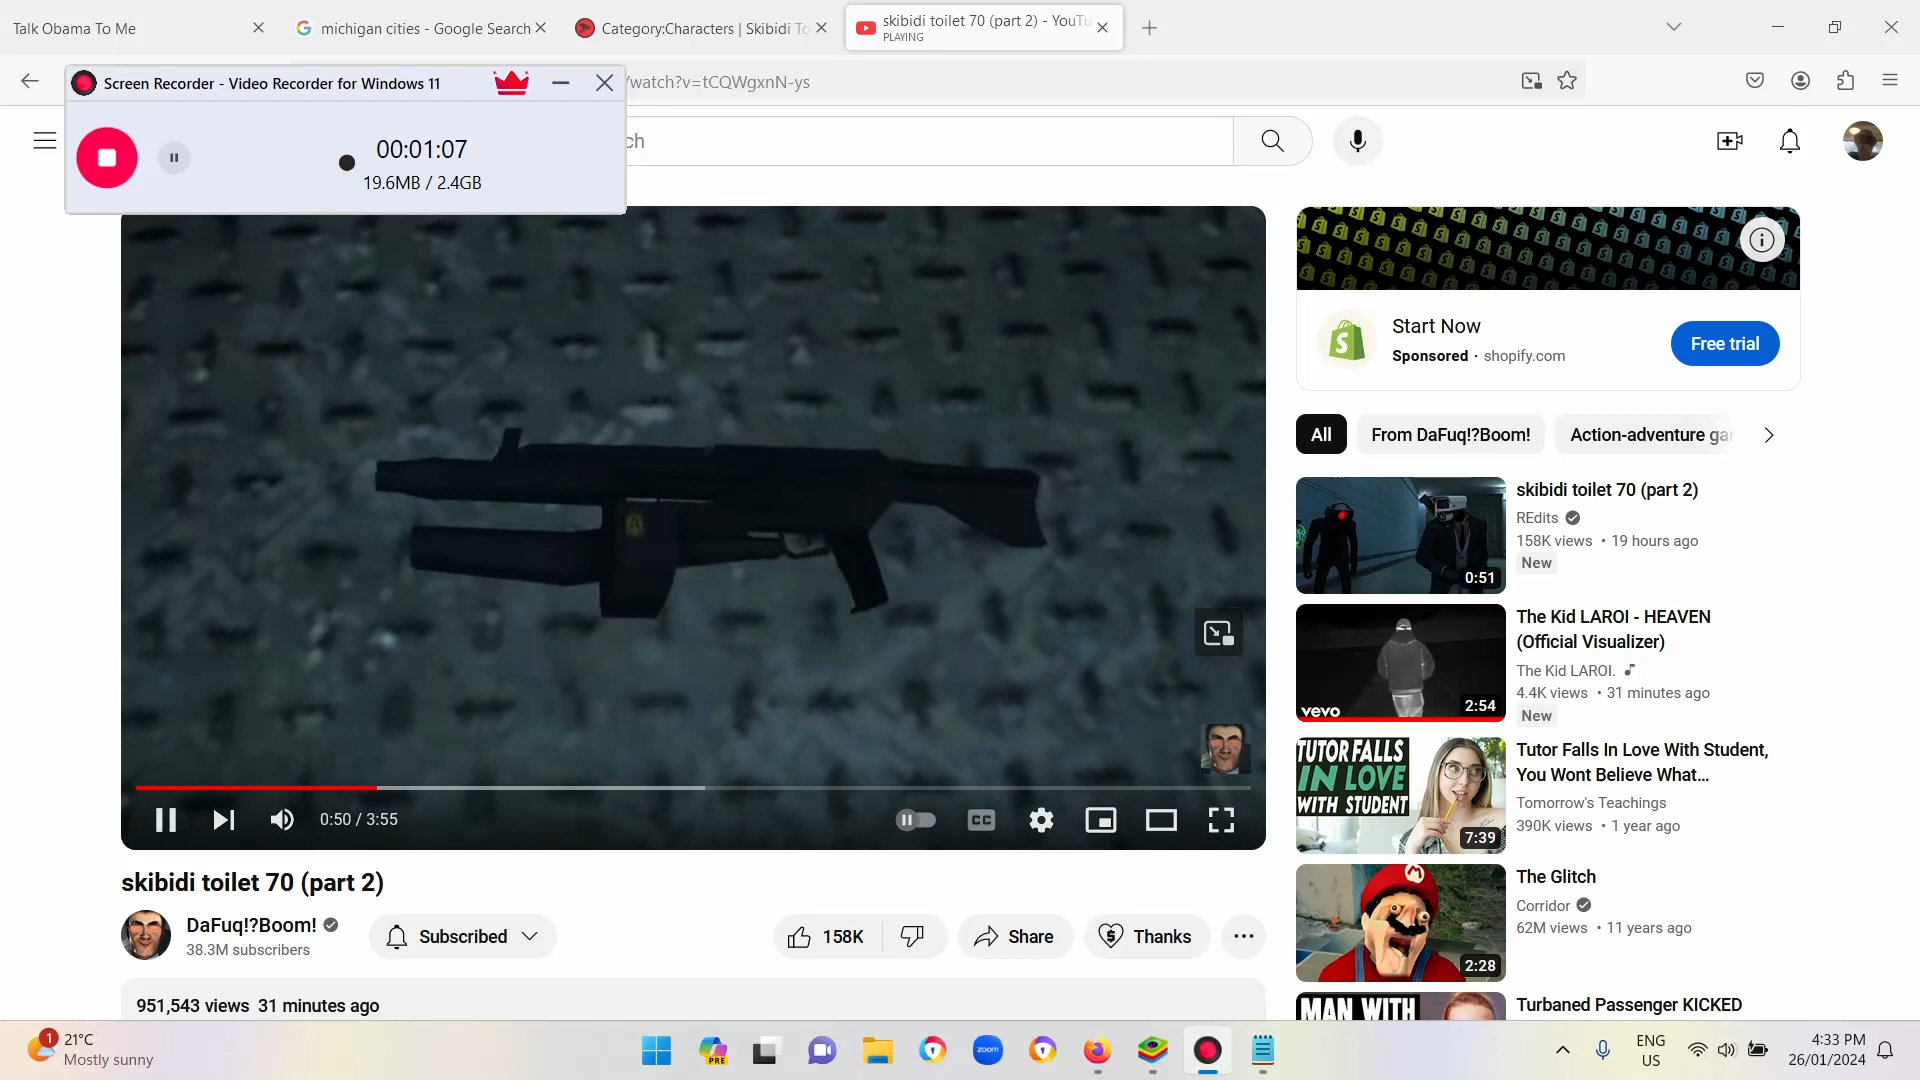 Talk Obama To Me
michigan cities - Google Search
Category:Characters | Skibidi To
skibidi toilet 70 (part 2) - YouTu
PLAYING
Screen Recorder - Video Recorder for Windows 11
/watch?v=tCQWgxnN-ys
00:01:07
19.6MB / 2.4GB
ch
Start Now
Sponsored · shopify.com
Free trial
All
From DaFuq!?Boom!
Action-adventure ga
skibidi toilet 70 (part 2)
REdits
158K views • 19 hours ago
New
0:51
The Kid LAROI - HEAVEN
(Official Visualizer)
The Kid LAROI.
4.4K views • 31 minutes ago
New
vevo
2:54
TUTOR FALLS
IN LOVE
WITH STUDENT
7:39
Tutor Falls In Love With Student,
You Wont Believe What...
Tomorrow's Teachings
390K views • 1 year ago
M
2:28
The Glitch
Corridor
62M views • 11 years ago
MAN WITH
Turbaned Passenger KICKED
0:50 / 3:55
CC
skibidi toilet 70 (part 2)
DaFuq!?Boom!
38.3M subscribers
Subscribed
158K
Share
Thanks
951,543 views 31 minutes ago
1
21°C
Mostly sunny
PRE
zoom
ENG
US
4:33 PM
26/01/2024